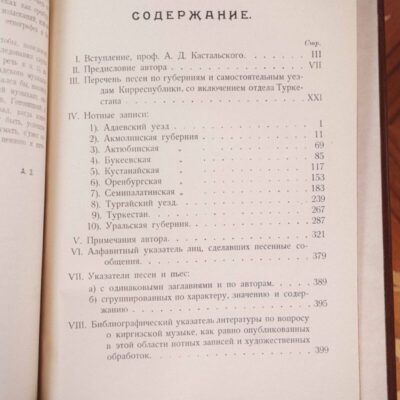 СОДЕРЖАНИЕ.
Стр.
I. Вступление, проф. А. Д. Кастальского. III
II. Предисловие автора VII
III. Перечень песен по губерниям и самостоятельным уез-
дам Кирреспублики, со включением отдела Турке-
стана XXI
IV. Нотные записи:
1). Адаевский уезд 1
2). Акмолинская губерния 11
3). Актюбинская „ 69
4). Букеевская „ 85
5). Кустанайская „ 117
6). Оренбургская „ 153
7). Семипалатинская „ 183
8). Тургайский уезд. 239
9). Туркестан. 267
10). Уральская губерния. 287
V. Примечания автора. 321
VI. Алфавитный указатель лиц, сделавших песенные со-
общения. 379
VII. Указатели песен и пьес:
а) с одинаковыми заглавиями и по авторам. 389
б) сгруппированных по характеру, значению и содер-
жанию 395
VIII. Библиографический указатель литературы по вопросу
о киргизской музыке, как равно опубликованных
в этой области нотных записей и художественных
обработок. 399
А. З.